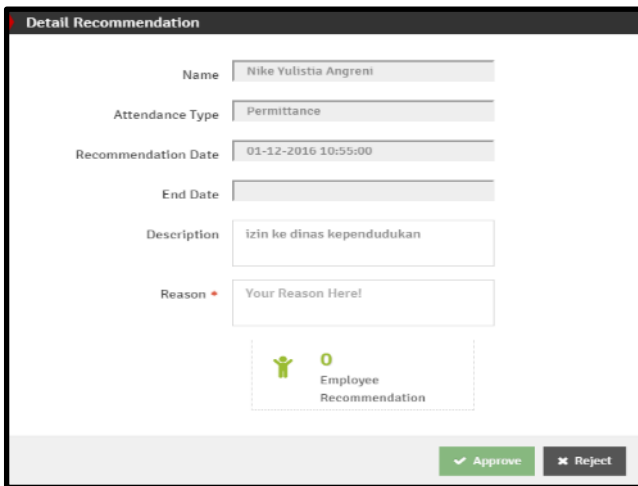 Detail Recommendation
Name Nike Yulistia Angreni
Attendance Type Permittance
Recommendation Date 01-12-2016 10:55:00
End Date
Description izin ke dinas kependudukan
Reason * Your Reason Here!
0
Employee
Recommendation
✔ Approve ✖ Reject